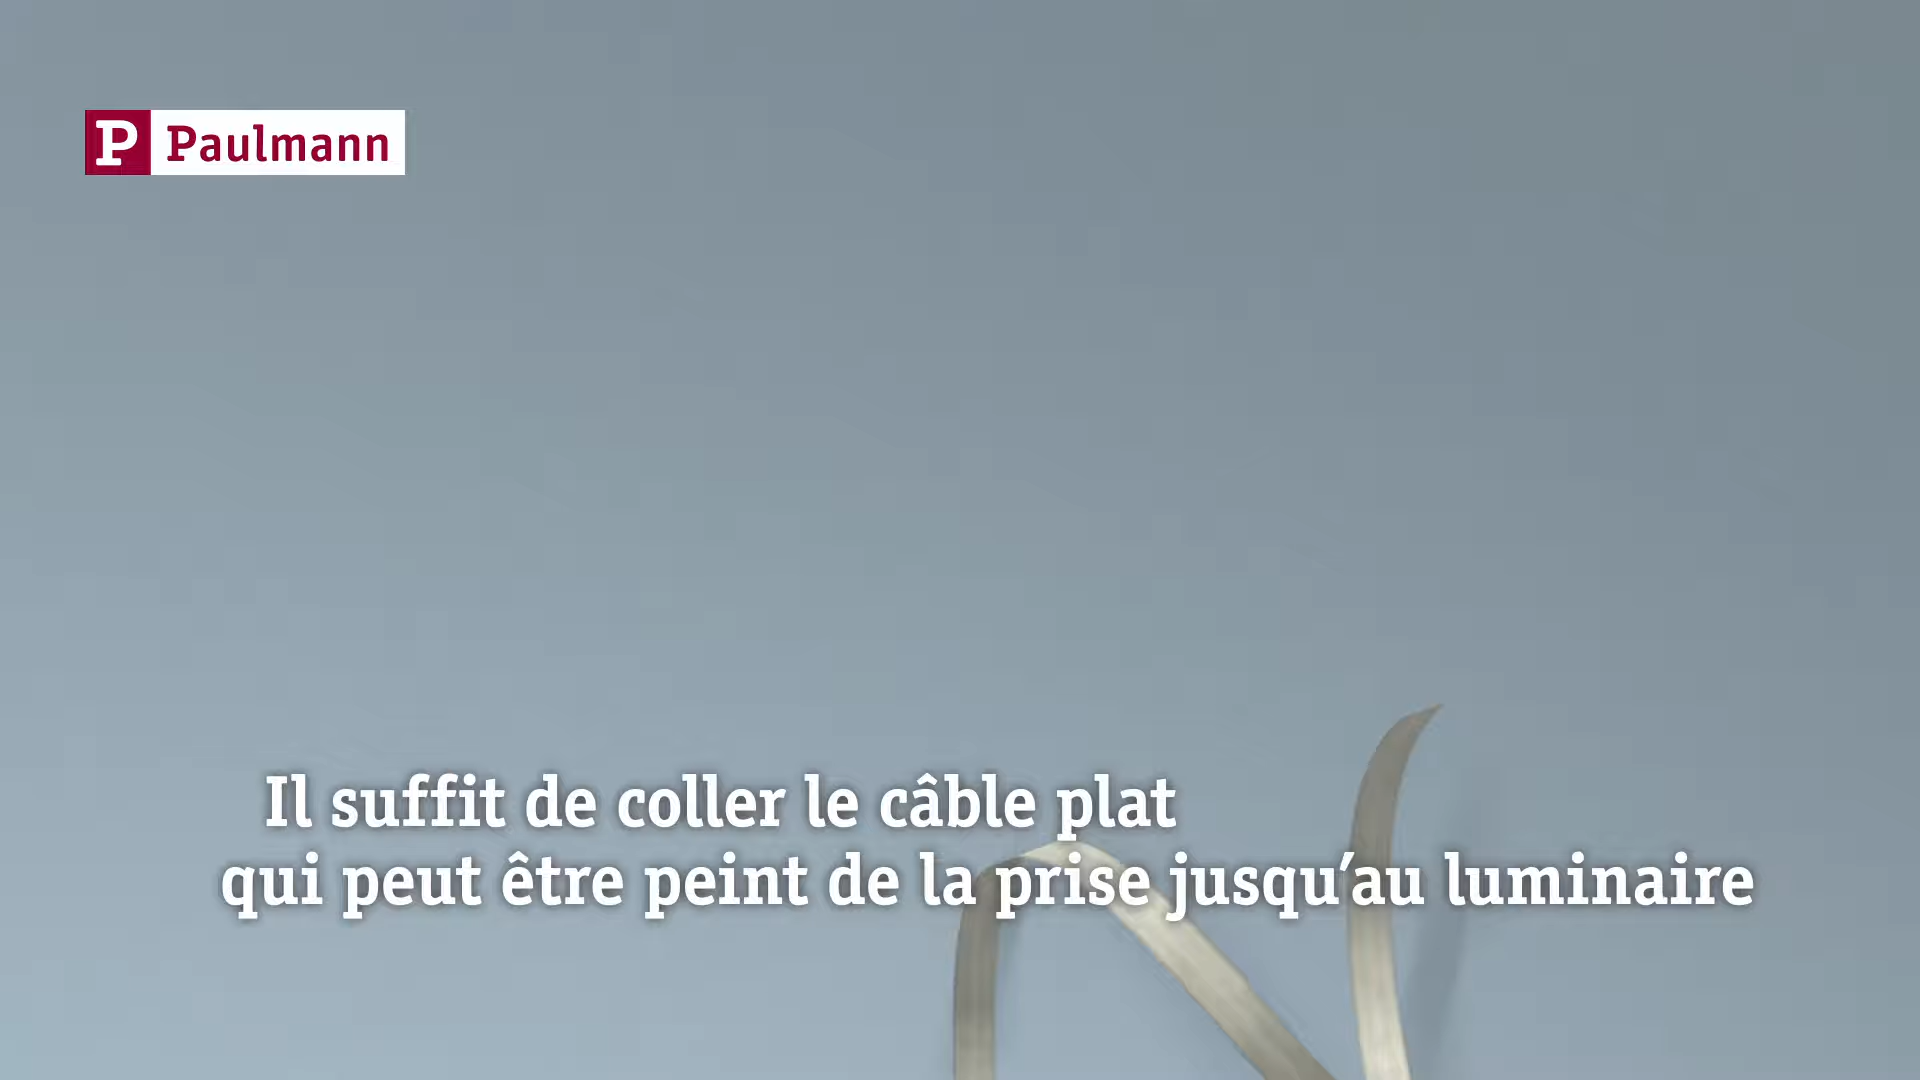 P Paulmann
Il suffit de coller le câble plat
qui peut être peint de la prise jusqu’au luminaire